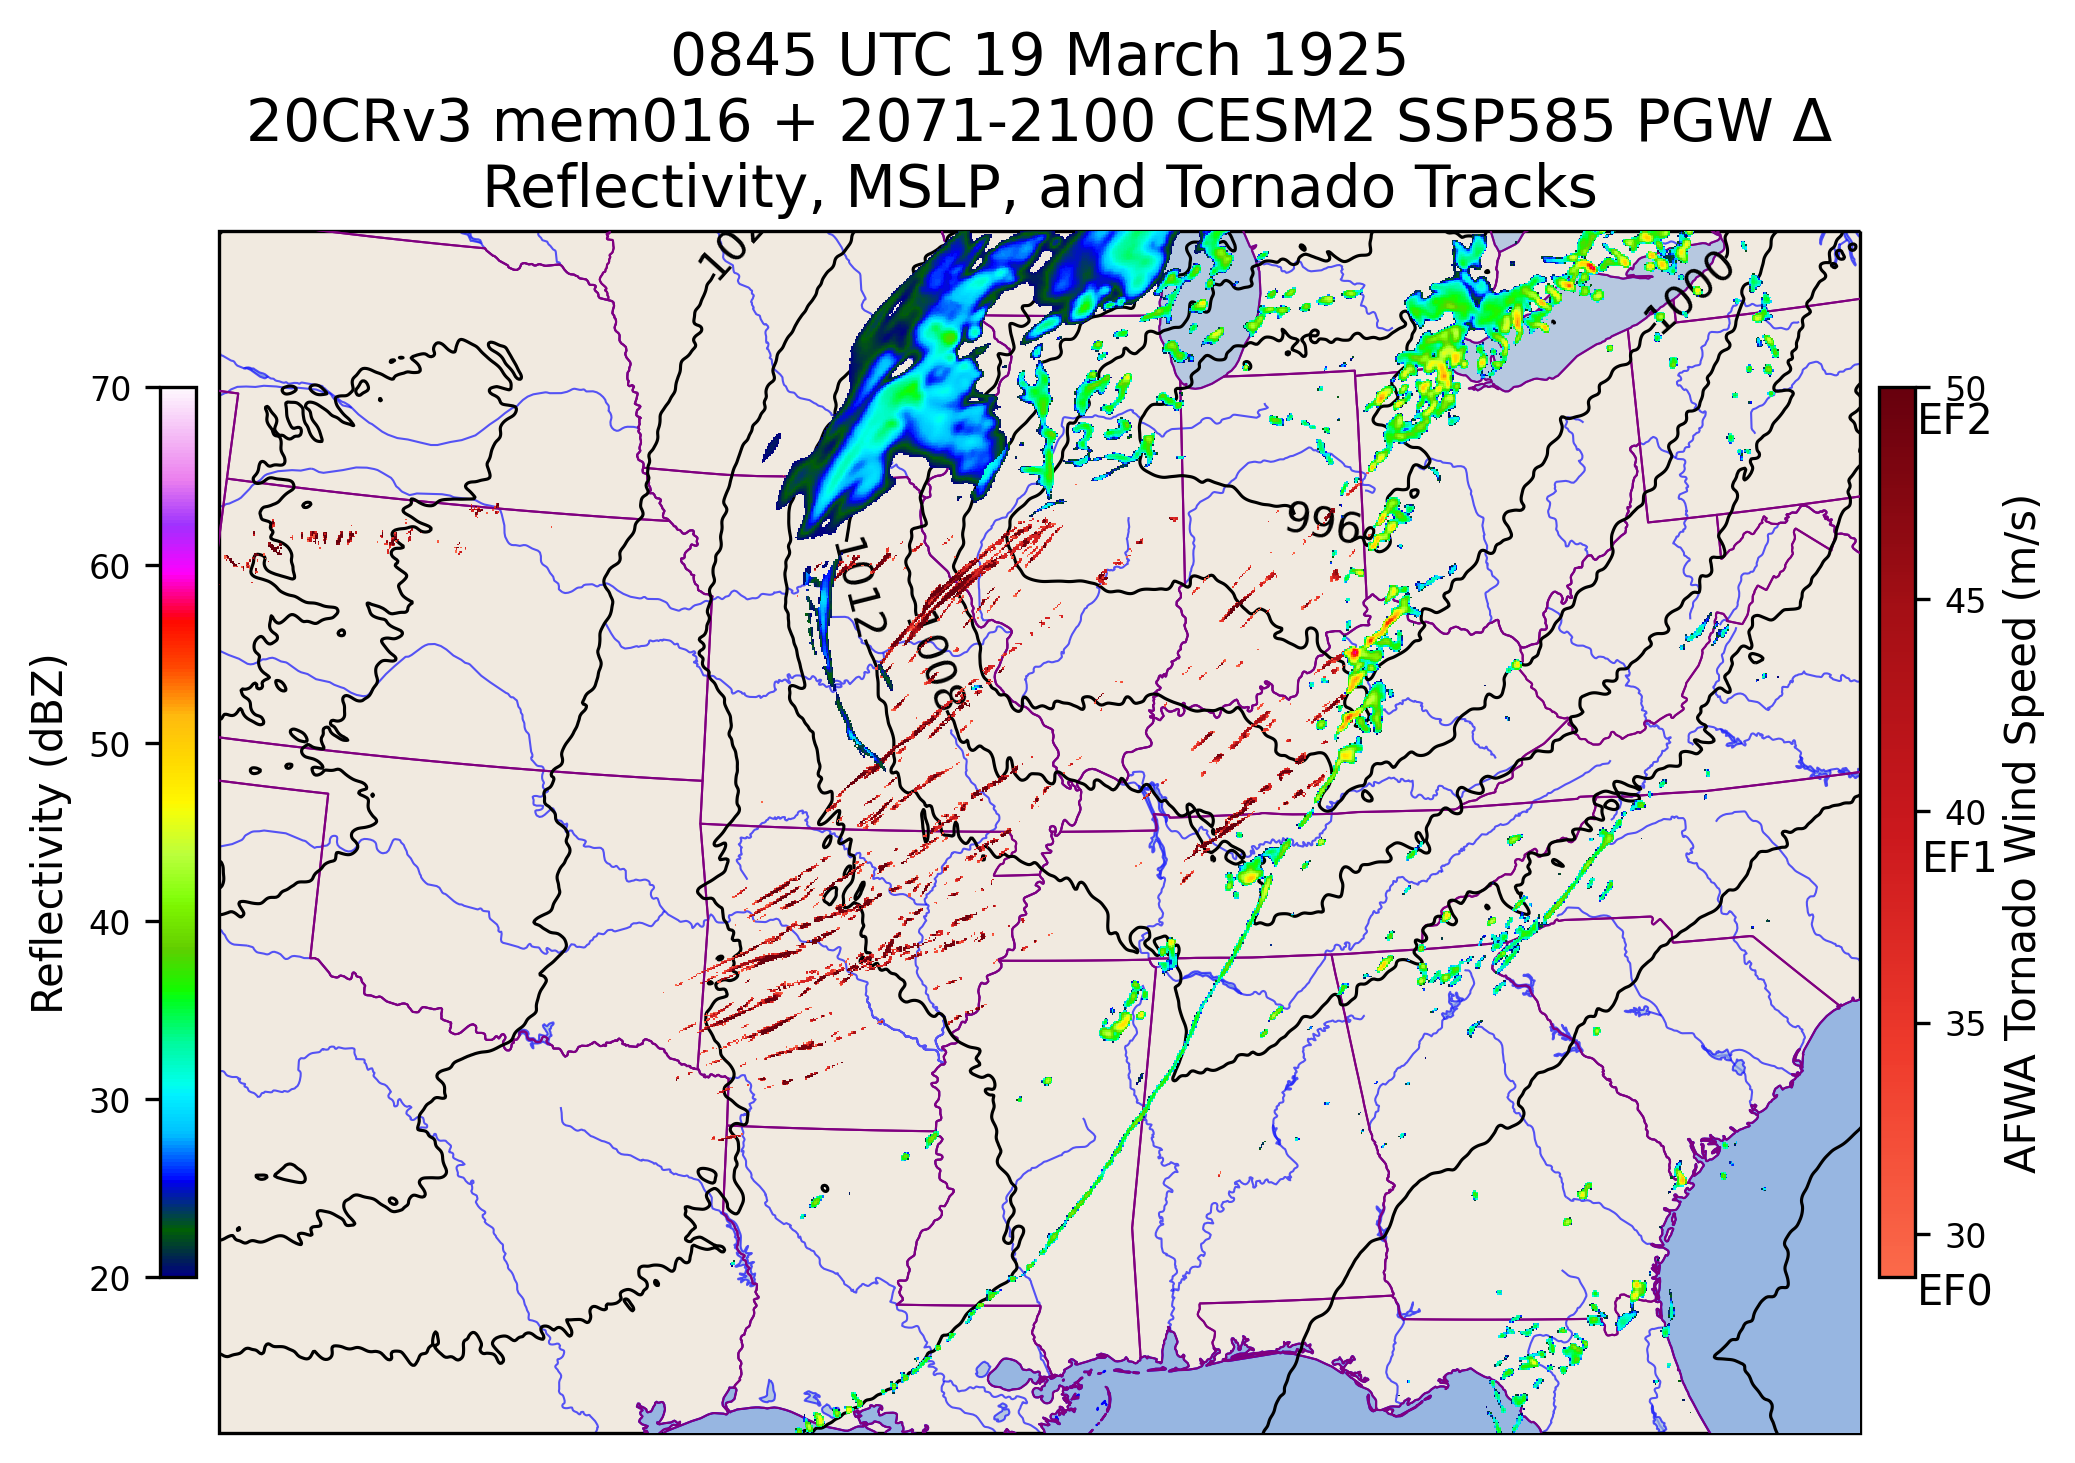 0845 UTC 19 March 1925
20CRv3 mem016 + 2071-2100 CESM2 SSP585 PGW Δ
Reflectivity, MSLP, and Tornado Tracks
70
60
50
40
30
20
Reflectivity (dBZ)
1000
996
1012
1008
50
EF2
45
40
EF1
35
30
EF0
AFWA Tornado Wind Speed (m/s)